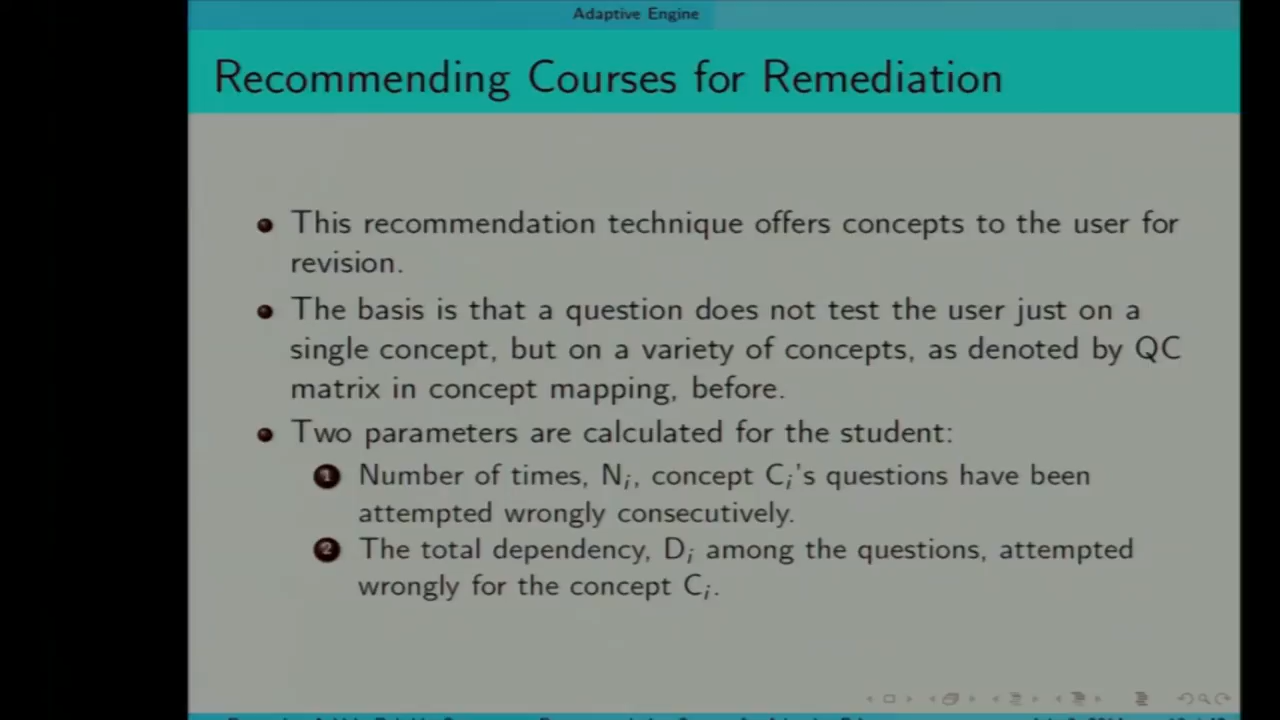 Adaptive Engine
Recommending Courses for Remediation
This recommendation technique offers concepts to the user for
revision.
The basis is that a question does not test the user just on a
single concept, but on a variety of concepts, as denoted by QC
matrix in concept mapping, before.
Two parameters are calculated for the student:
1 Number of times, Nᵢ, concept Cᵢ's questions have been
attempted wrongly consecutively.
2 The total dependency, Dᵢ among the questions, attempted
wrongly for the concept Cᵢ.